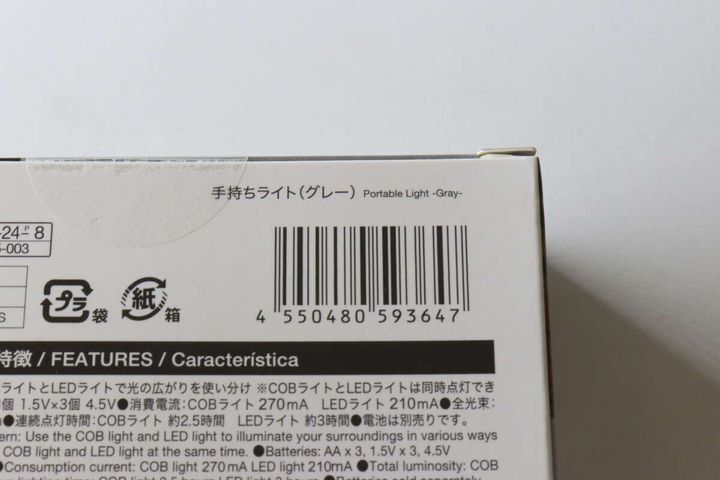 手持ちライト(グレー) Portable Light -Gray-
-24-P 8
5-003
S
プラ 袋 紙 箱
4 550480 593647
特徴 / FEATURES / Característica
ライトとLEDライトで光の広がりを使い分け ※COBライトとLEDライトは同時点灯でき
個 1.5V×3個 4.5V●消費電流:COBライト 270mA LEDライト 210mA●全光束:
●連続点灯時間:COBライト 約2.5時間 LEDライト 約3時間●電池は別売りです。
ern: Use the COB light and LED light to illuminate your surroundings in various ways
COB light and LED light at the same time. ●Batteries: AA x 3, 1.5V x 3, 4.5V
●Consumption current: COB light 270mA LED light 210mA ●Total luminosity: COB